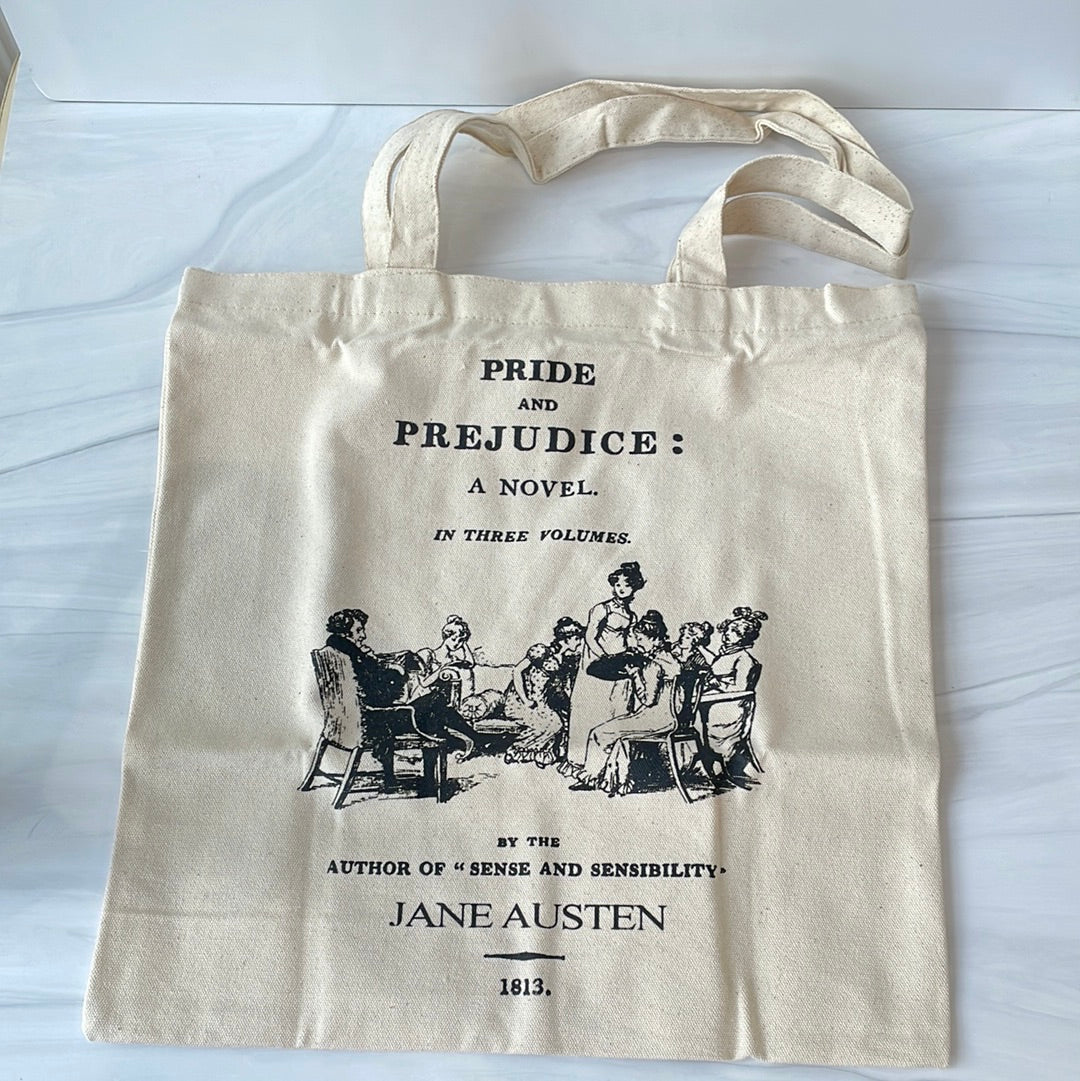 PRIDE
AND
PREJUDICE:
A NOVEL.
IN THREE VOLUMES.
BY THE
AUTHOR OF "SENSE AND SENSIBILITY"
JANE AUSTEN
1813.